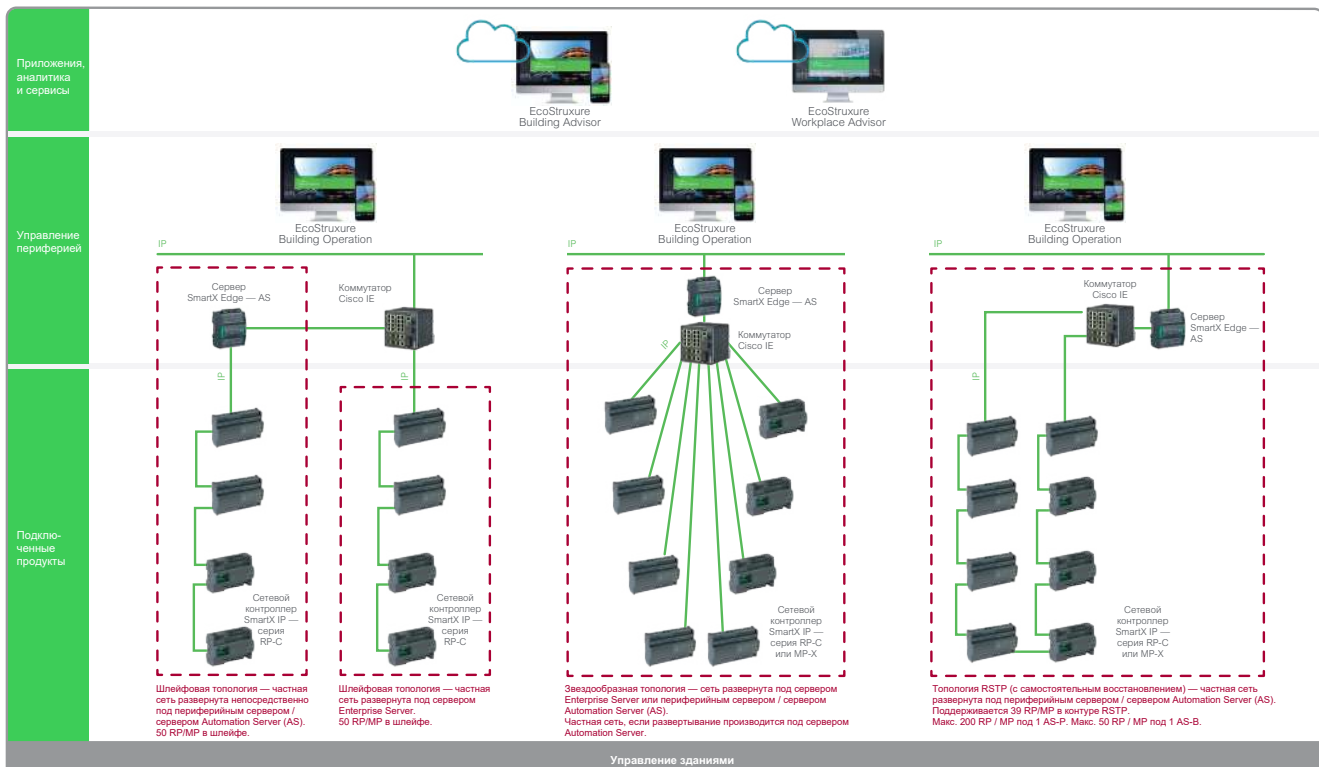 Приложения,
аналитика
и сервисы
EcoStruxure
Building Advisor
EcoStruxure
Workplace Advisor
Управление
периферией
EcoStruxure
Building Operation
EcoStruxure
Building Operation
EcoStruxure
Building Operation
IP
IP
IP
Сервер
SmartX Edge — AS
Коммутатор
Cisco IE
Сервер
SmartX Edge — AS
Коммутатор
Cisco IE
Коммутатор
Cisco IE
Сервер
SmartX Edge —
AS
IP
IP
IP
Подклю-
ченные
продукты
Сетевой
контроллер
SmartX IP —
серия
RP-C
Сетевой
контроллер
SmartX IP —
серия
RP-C
Сетевой
контроллер
SmartX IP —
серия RP-C
или MP-X
Сетевой
контроллер
SmartX IP —
серия RP-C
или MP-X
Шлейфовая топология — частная
сеть развернута непосредственно
под периферийным сервером /
сервером Automation Server (AS).
50 RP/MP в шлейфе.
Шлейфовая топология — частная
сеть развернута под сервером
Enterprise Server.
50 RP/MP в шлейфе.
Звездообразная топология — сеть развернута под сервером
Enterprise Server или периферийным сервером / сервером
Automation Server (AS).
Частная сеть, если развертывание производится под сервером
Automation Server.
Топология RSTP (с самостоятельным восстановлением) — частная сеть
развернута под периферийным сервером / сервером Automation Server (AS).
Поддерживается 39 RP/MP в контуре RSTP.
Макс. 200 RP / MP под 1 AS-P. Макс. 50 RP / MP под 1 AS-B.
Управление зданиями